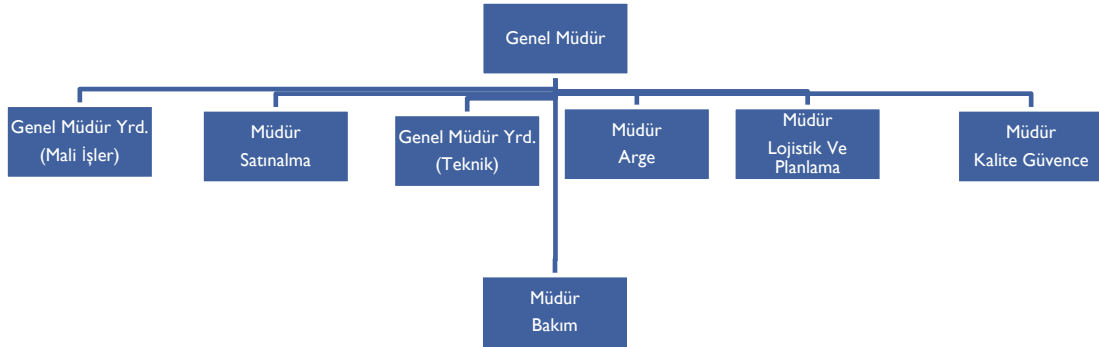 Genel Müdür
Genel Müdür Yrd.
(Mali İşler)
Müdür
Satınalma
Genel Müdür Yrd.
(Teknik)
Müdür
Arge
Müdür
Lojistik Ve
Planlama
Müdür
Kalite Güvence
Müdür
Bakım